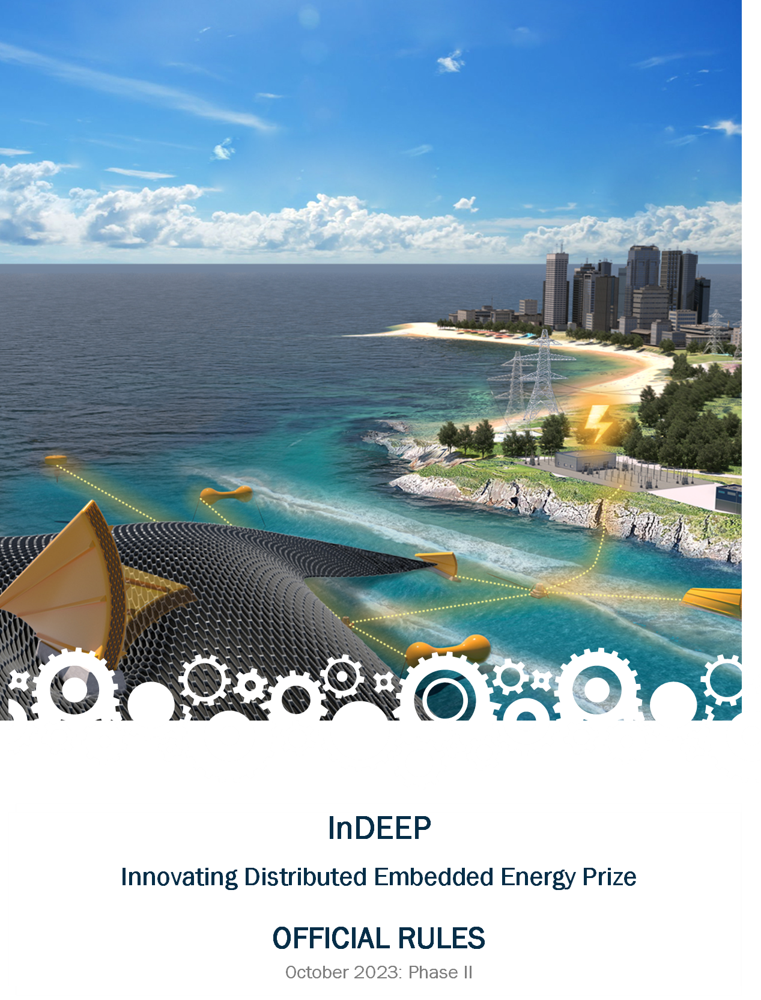 InDEEP
Innovating Distributed Embedded Energy Prize
OFFICIAL RULES
October 2023: Phase II